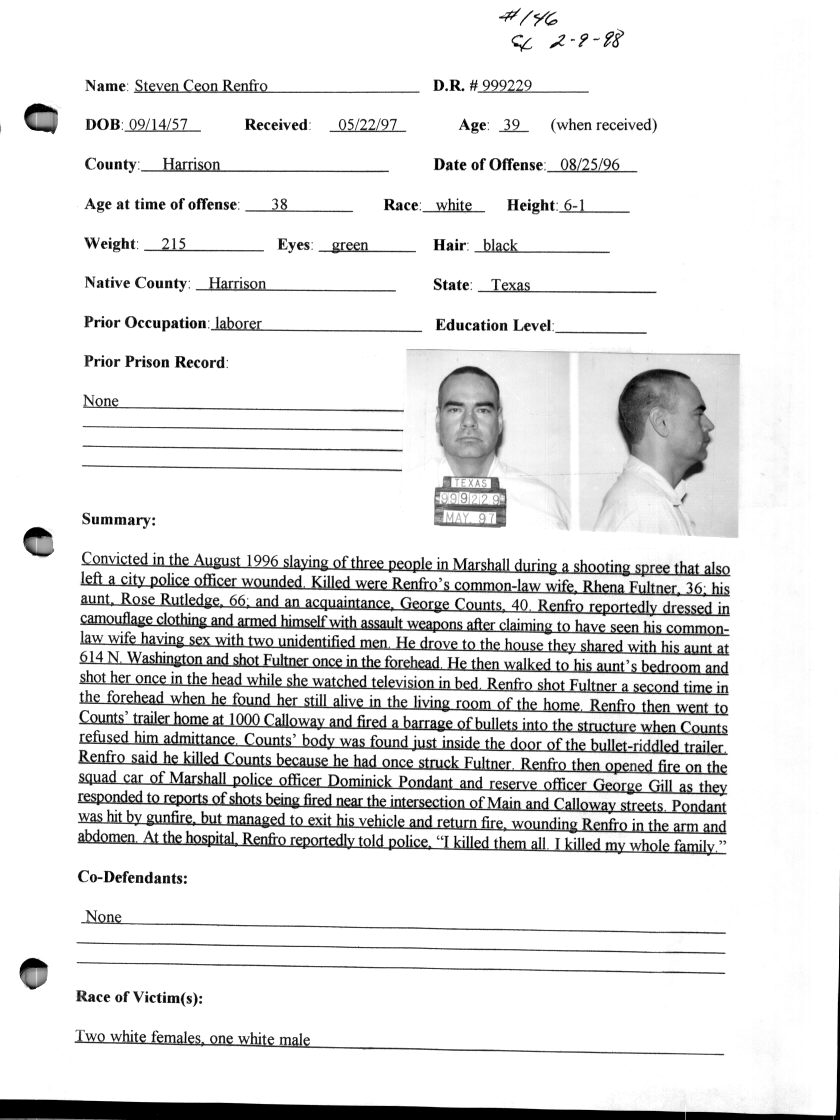 #146
Ex 2-9-98
Name: Steven Ceon Renfro D.R. # 999229
DOB: 09/14/57 Received: 05/22/97 Age: 39 (when received)
County: Harrison Date of Offense: 08/25/96
Age at time of offense: 38 Race: white Height: 6-1
Weight: 215 Eyes: green Hair: black
Native County: Harrison State: Texas
Prior Occupation: laborer Education Level:
Prior Prison Record:
None
TEXAS
999229
MAY 97
Summary:
Convicted in the August 1996 slaying of three people in Marshall during a shooting spree that also
left a city police officer wounded. Killed were Renfro's common-law wife, Rhena Fultner, 36; his
aunt, Rose Rutledge, 66; and an acquaintance, George Counts, 40. Renfro reportedly dressed in
camouflage clothing and armed himself with assault weapons after claiming to have seen his common-
law wife having sex with two unidentified men. He drove to the house they shared with his aunt at
614 N. Washington and shot Fultner once in the forehead. He then walked to his aunt's bedroom and
shot her once in the head while she watched television in bed. Renfro shot Fultner a second time in
the forehead when he found her still alive in the living room of the home. Renfro then went to
Counts' trailer home at 1000 Calloway and fired a barrage of bullets into the structure when Counts
refused him admittance. Counts' body was found just inside the door of the bullet-riddled trailer.
Renfro said he killed Counts because he had once struck Fultner. Renfro then opened fire on the
squad car of Marshall police officer Dominick Pondant and reserve officer George Gill as they
responded to reports of shots being fired near the intersection of Main and Calloway streets. Pondant
was hit by gunfire, but managed to exit his vehicle and return fire, wounding Renfro in the arm and
abdomen. At the hospital, Renfro reportedly told police, “I killed them all. I killed my whole family.”
Co-Defendants:
None
Race of Victim(s):
Two white females, one white male